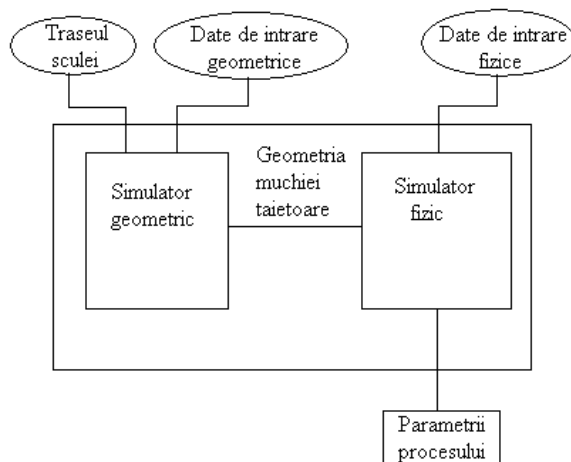 Traseul
sculei
Date de intrare
geometrice
Date de intrare
fizice
Simulator
geometric
Geometria
muchiei
taietoare
Simulator
fizic
Parametrii
procesului